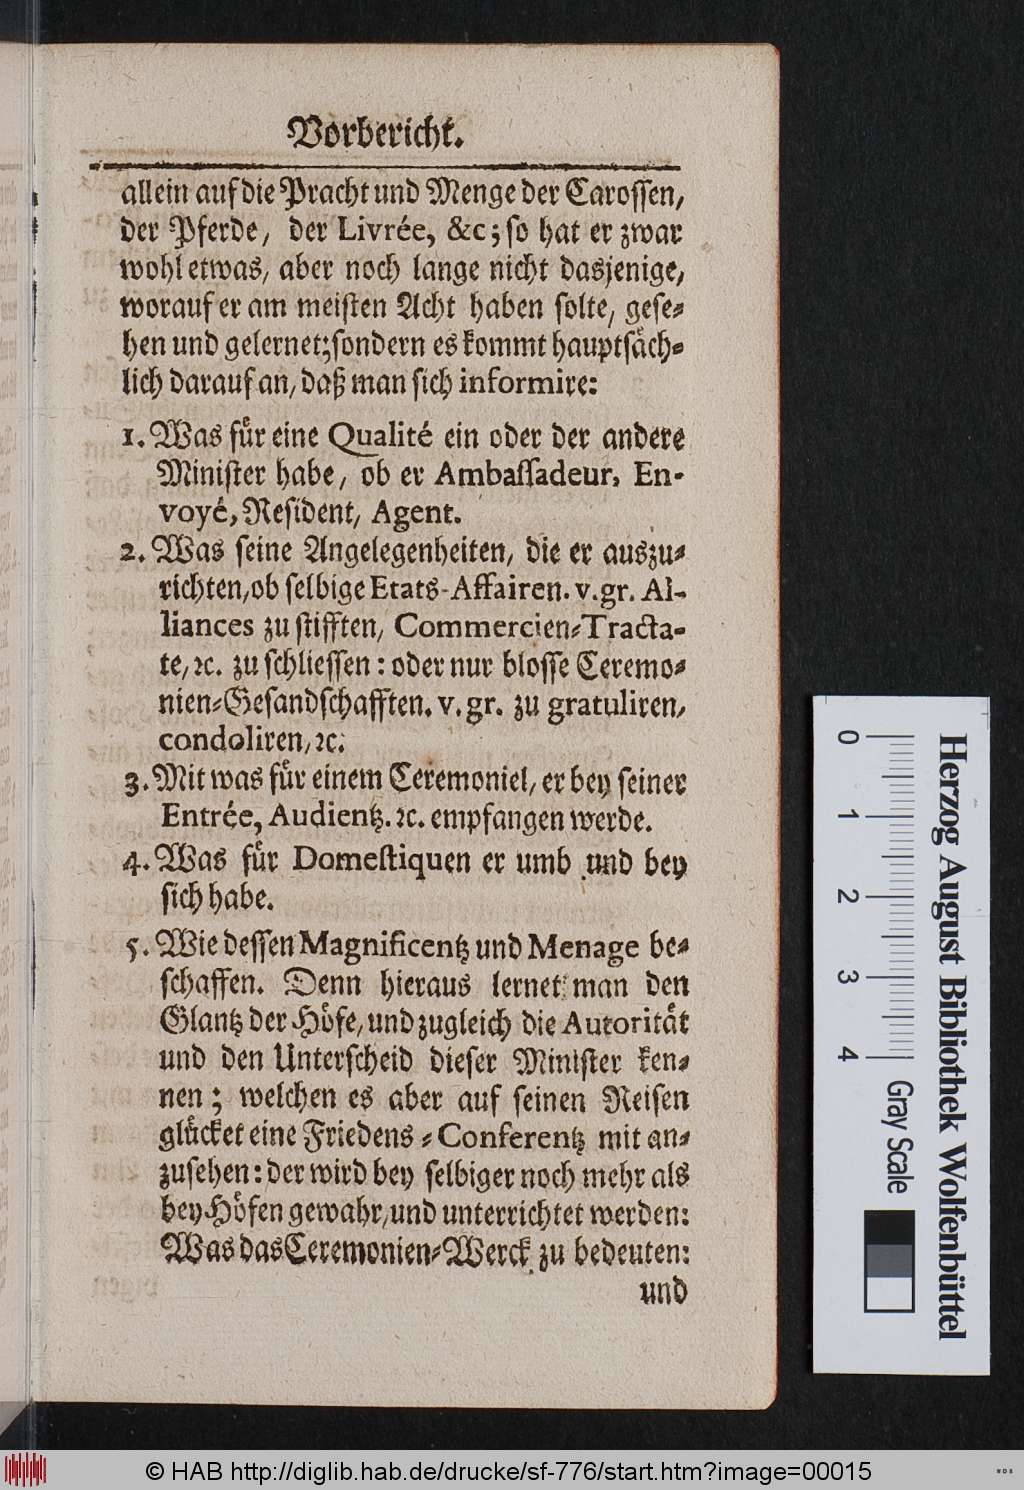 Vorbericht.
allein auf die Pracht und Menge der Carossen,
der Pferde, der Livrée, &c; so hat er zwar
wohl etwas, aber noch lange nicht dasjenige,
worauf er am meisten Acht haben solte, gese-
hen und gelernet; sondern es kommt hauptsäch-
lich darauf an, daß man sich informire:
1. Was für eine Qualité ein oder der andere
Minister habe, ob er Ambassadeur, En-
voyé, Resident, Agent.
2. Was seine Angelegenheiten, die er auszu-
richten, ob selbige Etats-Affairen. v. gr. Al-
liances zu stifften, Commercien-Tracta-
te, ꝛc. zu schliessen: oder nur blosse Ceremo-
nien-Gesandschafften. v. gr. zu gratuliren,
condoliren, ꝛc.
3. Mit was für einem Ceremoniel, er bey seiner
Entrée, Audientz. ꝛc. empfangen werde.
4. Was für Domestiquen er umb und bey
sich habe.
5. Wie dessen Magnificentz und Menage be-
schaffen. Denn hieraus lernet man den
Glantz der Höfe, und zugleich die Autorität
und den Unterscheid dieser Minister ken-
nen; welchen es aber auf seinen Reisen
glücket eine Friedens-Conferentz mit an-
zusehen: der wird bey selbiger noch mehr als
bey Höfen gewahr, und unterrichtet werden:
Was das Ceremonien-Werck zu bedeuten:
und
0 1 2 3 4
Gray Scale
Herzog August Bibliothek Wolfenbüttel
© HAB http://diglib.hab.de/drucke/sf-776/start.htm?image=00015